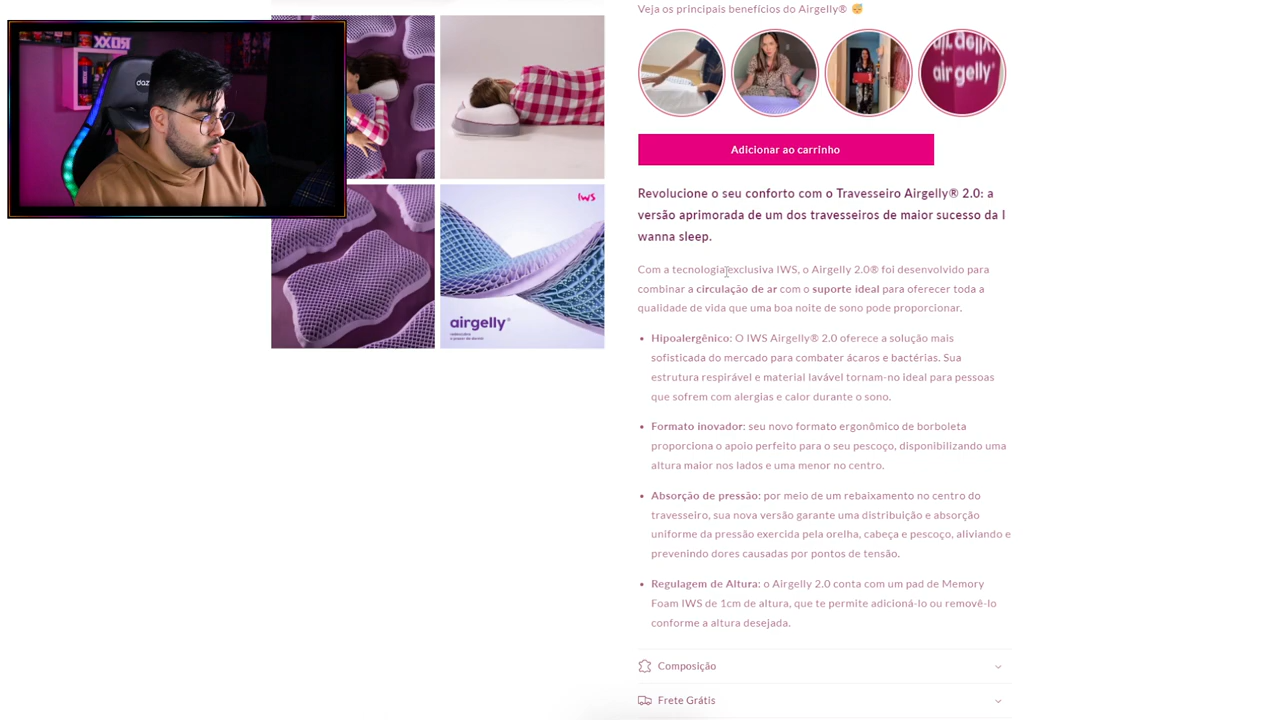 XXOᖈ
daz
IWS
airgelly®
Veja os principais benefícios do Airgelly® 😴
air gelly
air gelly®
Adicionar ao carrinho
Revolucione o seu conforto com o Travesseiro Airgelly® 2.0: a
versão aprimorada de um dos travesseiros de maior sucesso da I
wanna sleep.
Com a tecnologia exclusiva IWS, o Airgelly 2.0® foi desenvolvido para
combinar a circulação de ar com o suporte ideal para oferecer toda a
qualidade de vida que uma boa noite de sono pode proporcionar.
• Hipoalergênico: O IWS Airgelly® 2.0 oferece a solução mais
sofisticada do mercado para combater ácaros e bactérias. Sua
estrutura respirável e material lavável tornam-no ideal para pessoas
que sofrem com alergias e calor durante o sono.
• Formato inovador: seu novo formato ergonômico de borboleta
proporciona o apoio perfeito para o seu pescoço, disponibilizando uma
altura maior nos lados e uma menor no centro.
• Absorção de pressão: por meio de um rebaixamento no centro do
travesseiro, sua nova versão garante uma distribuição e absorção
uniforme da pressão exercida pela orelha, cabeça e pescoço, aliviando e
prevenindo dores causadas por pontos de tensão.
• Regulagem de Altura: o Airgelly 2.0 conta com um pad de Memory
Foam IWS de 1cm de altura, que te permite adicioná-lo ou removê-lo
conforme a altura desejada.
Composição
Frete Grátis